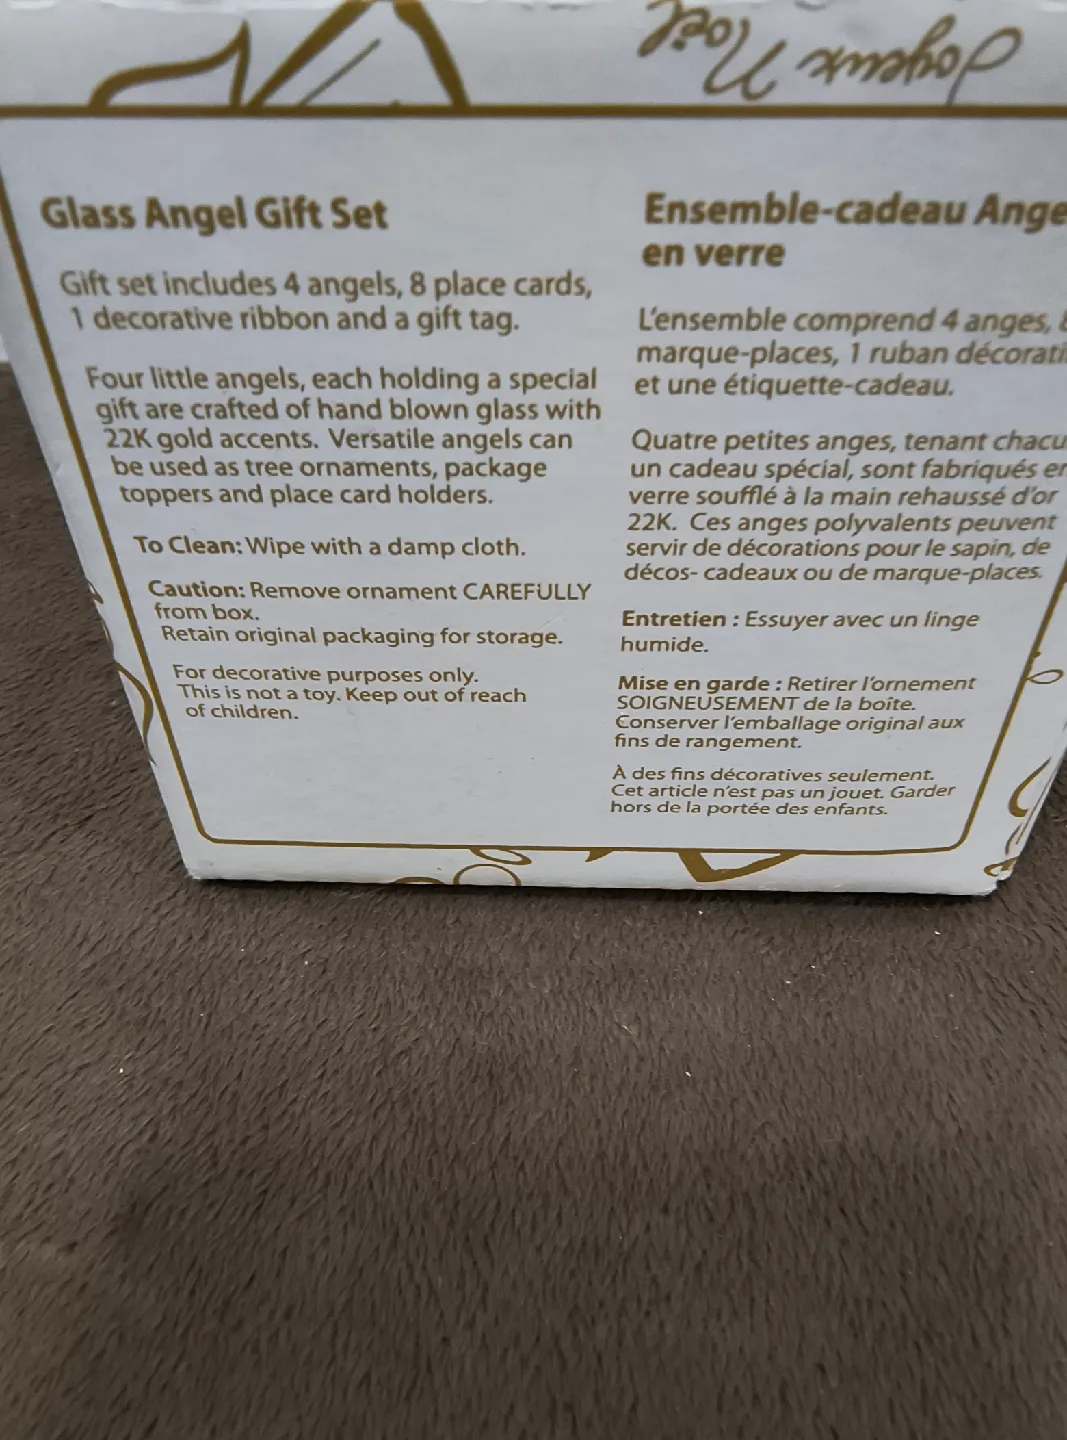 Joyeux Noël
Glass Angel Gift Set
Gift set includes 4 angels, 8 place cards,
1 decorative ribbon and a gift tag.
Four little angels, each holding a special
gift are crafted of hand blown glass with
22K gold accents. Versatile angels can
be used as tree ornaments, package
toppers and place card holders.
To Clean: Wipe with a damp cloth.
Caution: Remove ornament CAREFULLY
from box.
Retain original packaging for storage.
For decorative purposes only.
This is not a toy. Keep out of reach
of children.
Ensemble-cadeau Ange
en verre
L'ensemble comprend 4 anges,
marque-places, 1 ruban décorati
et une étiquette-cadeau.
Quatre petites anges, tenant chacu
un cadeau spécial, sont fabriqués en
verre soufflé à la main rehaussé d'or
22K. Ces anges polyvalents peuvent
servir de décorations pour le sapin, de
décos- cadeaux ou de marque-places.
Entretien : Essuyer avec un linge
humide.
Mise en garde : Retirer l'ornement
SOIGNEUSEMENT de la boîte.
Conserver l'emballage original aux
fins de rangement.
À des fins décoratives seulement.
Cet article n'est pas un jouet. Garder
hors de la portée des enfants.